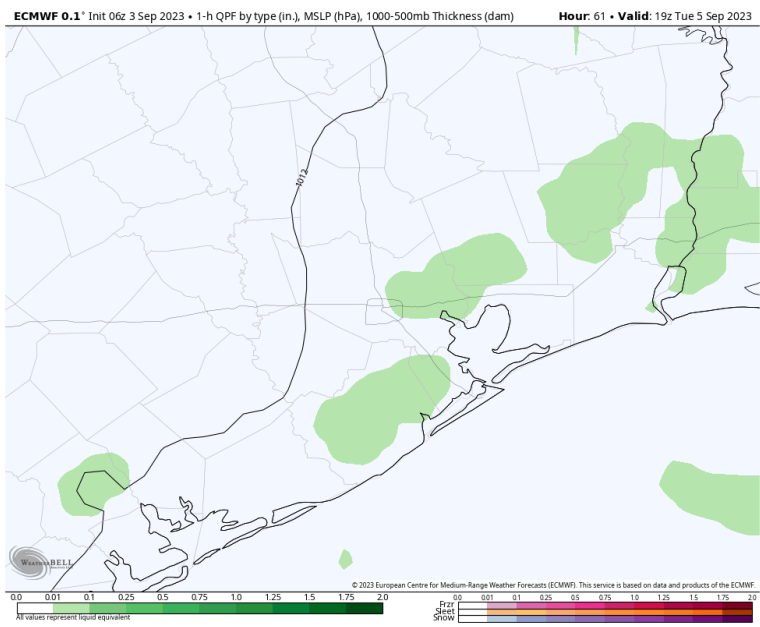 ECMWF 0.1° Init 06z 3 Sep 2023 • 1-h QPF by type (in.), MSLP (hPa), 1000-500mb Thickness (dam) Hour: 61 • Valid: 19z Tue 5 Sep 2023
1012
WEATHERBELL
© 2023 European Centre for Medium-Range Weather Forecasts (ECMWF). This service is based on data and products of the ECMWF.
0.0 0.01 0.1 0.25 0.5 0.75 1.0 1.25 1.5 1.75 2.0
All values represent liquid equivalent
0.0 0.01 0.1 0.25 0.5 0.75 1.0 1.25 1.5 1.75 2.0
Frzr
Sleet
Snow